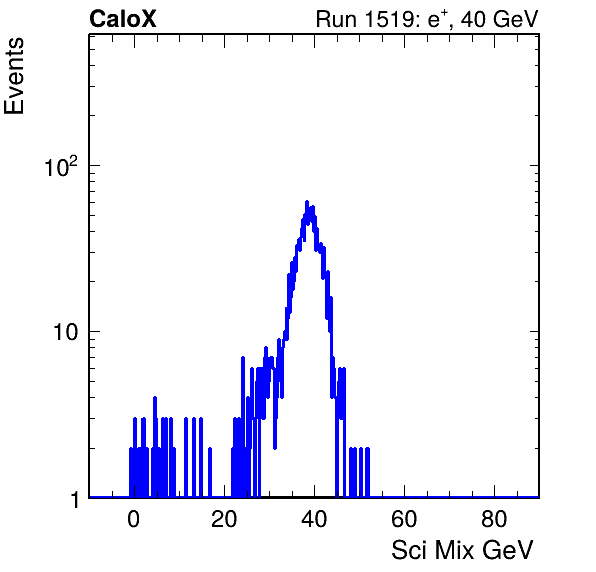 CaloX Run 1519: e⁺, 40 GeV
Events
10²
10
1
0 20 40 60 80
Sci Mix GeV